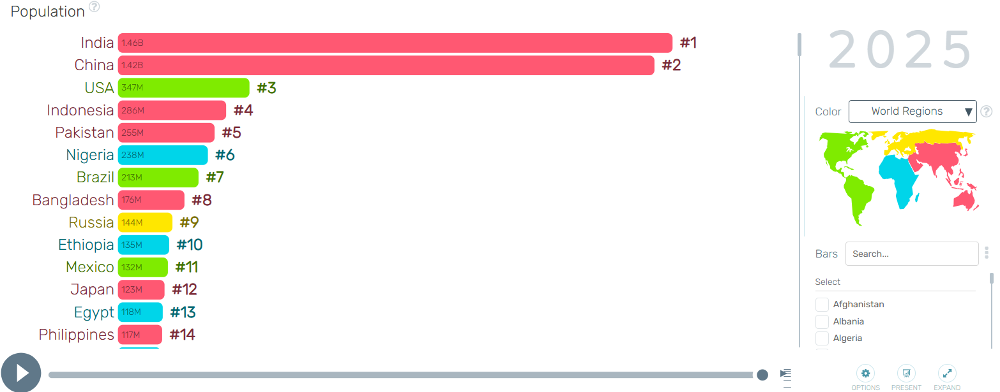 Population ?
India 1.46B #1
China 1.42B #2
USA 347M #3
Indonesia 286M #4
Pakistan 255M #5
Nigeria 238M #6
Brazil 213M #7
Bangladesh 176M #8
Russia 144M #9
Ethiopia 135M #10
Mexico 132M #11
Japan 123M #12
Egypt 118M #13
Philippines 117M #14
2025
Color World Regions ▼ ?
Bars Search...
Select
Afghanistan
Albania
Algeria
OPTIONS PRESENT EXPAND